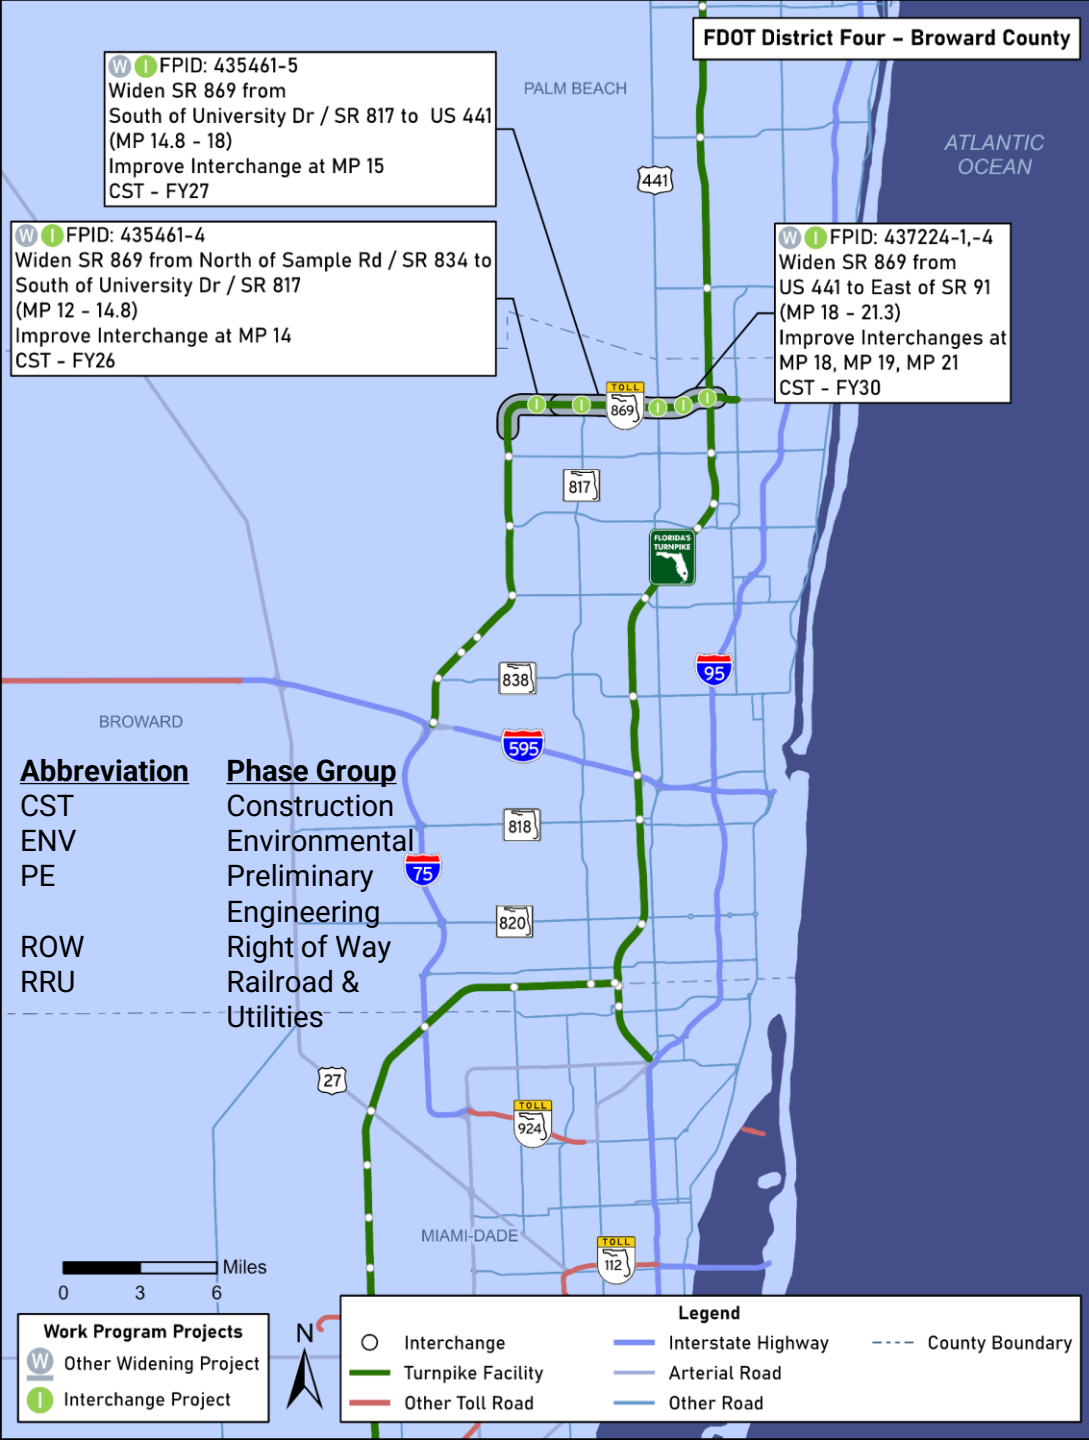 FDOT District Four – Broward County
W I FPID: 435461-5
Widen SR 869 from
South of University Dr / SR 817 to US 441
(MP 14.8 - 18)
Improve Interchange at MP 15
CST - FY27
PALM BEACH
ATLANTIC
OCEAN
441
W I FPID: 435461-4
Widen SR 869 from North of Sample Rd / SR 834 to
South of University Dr / SR 817
(MP 12 - 14.8)
Improve Interchange at MP 14
CST - FY26
W I FPID: 437224-1,-4
Widen SR 869 from
US 441 to East of SR 91
(MP 18 - 21.3)
Improve Interchanges at
MP 18, MP 19, MP 21
CST - FY30
TOLL
869
I I I I I
817
FLORIDA'S
TURNPIKE
838
95
BROWARD
595
Abbreviation Phase Group
CST Construction
ENV Environmental
PE Preliminary
Engineering
ROW Right of Way
RRU Railroad &
Utilities
818
75
820
27
TOLL
924
MIAMI-DADE
TOLL
112
Miles
0 3 6
Work Program Projects
W Other Widening Project
I Interchange Project
N
Legend
Interchange Interstate Highway County Boundary
Turnpike Facility Arterial Road
Other Toll Road Other Road